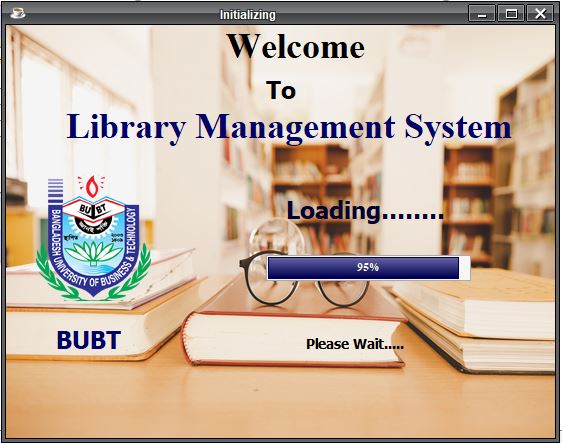 Initializing
Welcome
To
Library Management System
BUBT
BANGLADESH UNIVERSITY OF BUSINESS & TECHNOLOGY
Loading........
95%
BUBT
Please Wait.....